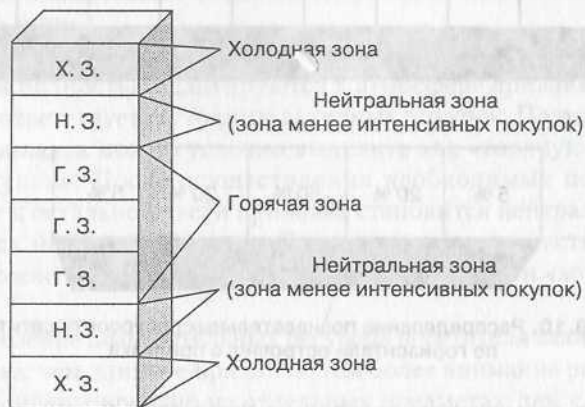 Х. З.
Н. З.
Г. З.
Г. З.
Г. З.
Н. З.
Х. З.
Холодная зона
Нейтральная зона
(зона менее интенсивных покупок)
Горячая зона
Нейтральная зона
(зона менее интенсивных покупок)
Холодная зона